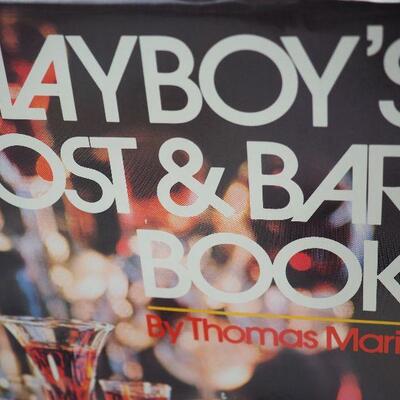 LAYBOY'S
OST & BAR
BOOK
By Thomas Mari